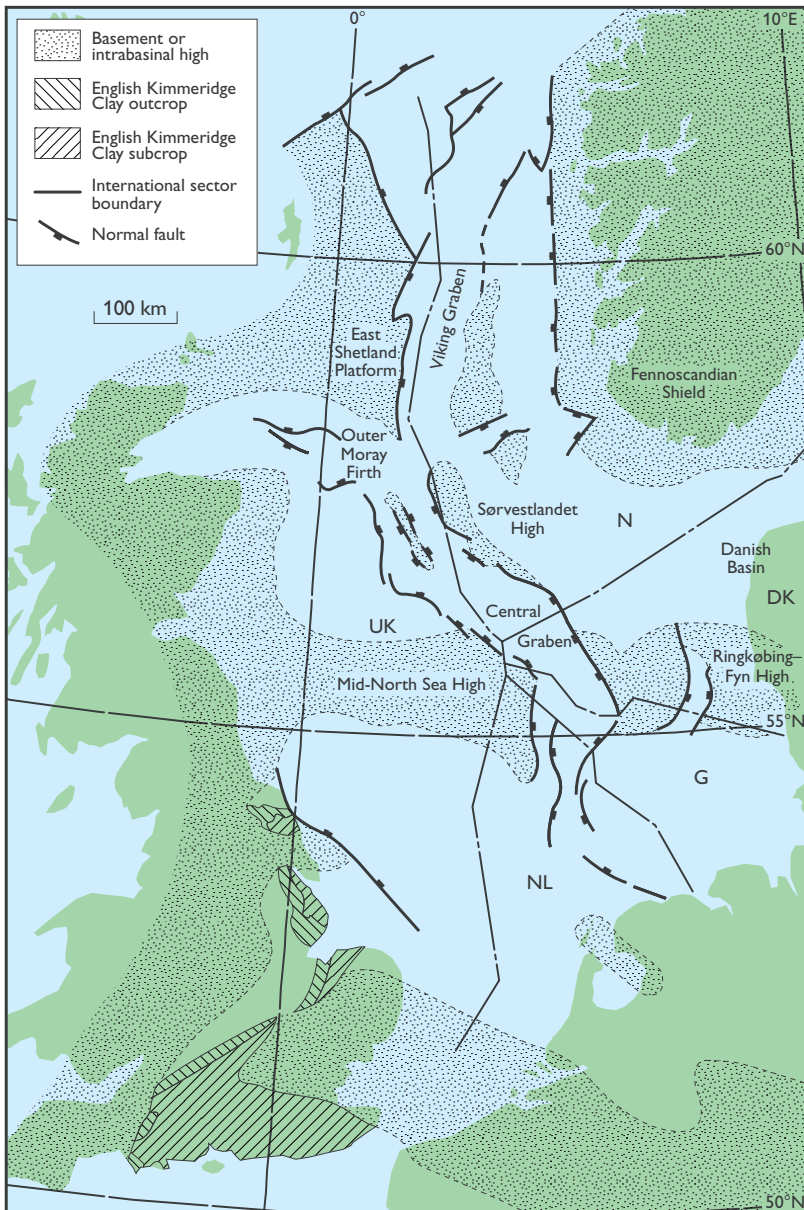 0°
10°E
Basement or
intrabasinal high
English Kimmeridge
Clay outcrop
English Kimmeridge
Clay subcrop
International sector
boundary
Normal fault
60°N
100 km
Viking Graben
East
Shetland
Platform
Fennoscandian
Shield
Outer
Moray
Firth
Sørvestlandet
High
N
Danish
Basin
DK
Central
Graben
UK
Ringkøbing–
Fyn High
Mid-North Sea High
55°N
G
NL
50°N